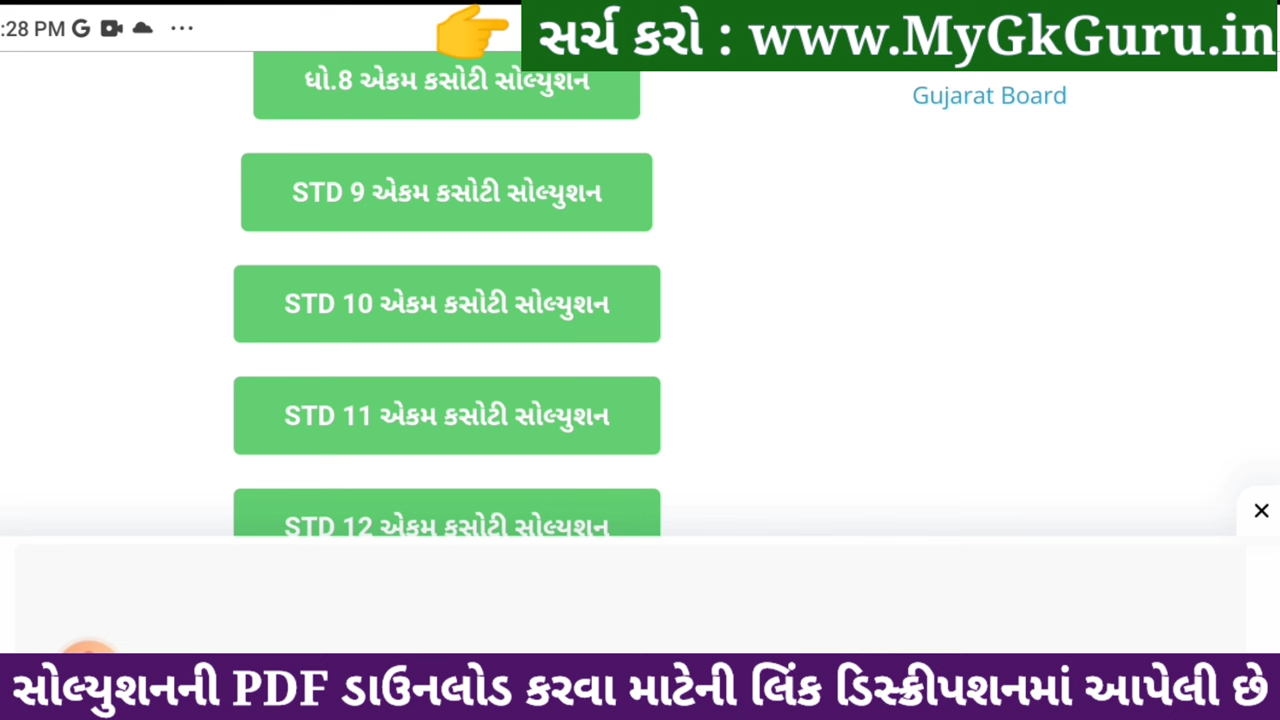 :28 PM
સર્ચ કરો : www.MyGkGuru.in
ધો.8 એકમ કસોટી સોલ્યુશન
Gujarat Board
STD 9 એકમ કસોટી સોલ્યુશન
STD 10 એકમ કસોટી સોલ્યુશન
STD 11 એકમ કસોટી સોલ્યુશન
STD 12 એકમ કસોટી સોલ્યુશન
સોલ્યુશનની PDF ડાઉનલોડ કરવા માટેની લિંક ડિસ્ક્રીપશનમાં આપેલી છે